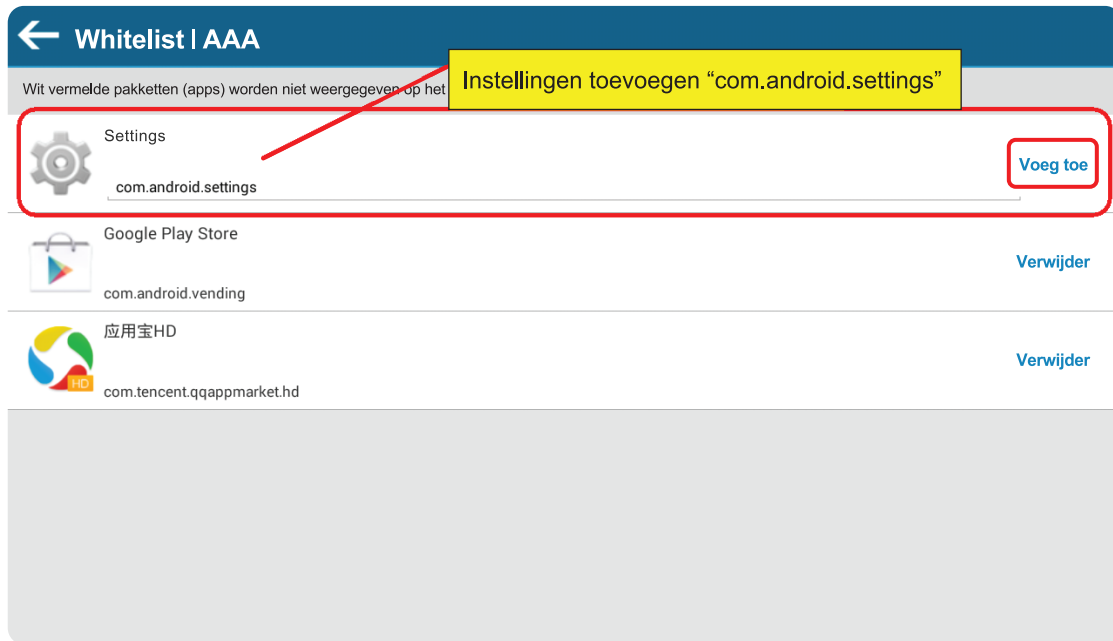 Whitelist | AAA
Instellingen toevoegen “com.android.settings”
Wit vermelde pakketten (apps) worden niet weergegeven op het
Settings
com.android.settings
Voeg toe
Google Play Store
com.android.vending
Verwijder
应用宝HD
HD
com.tencent.qqappmarket.hd
Verwijder